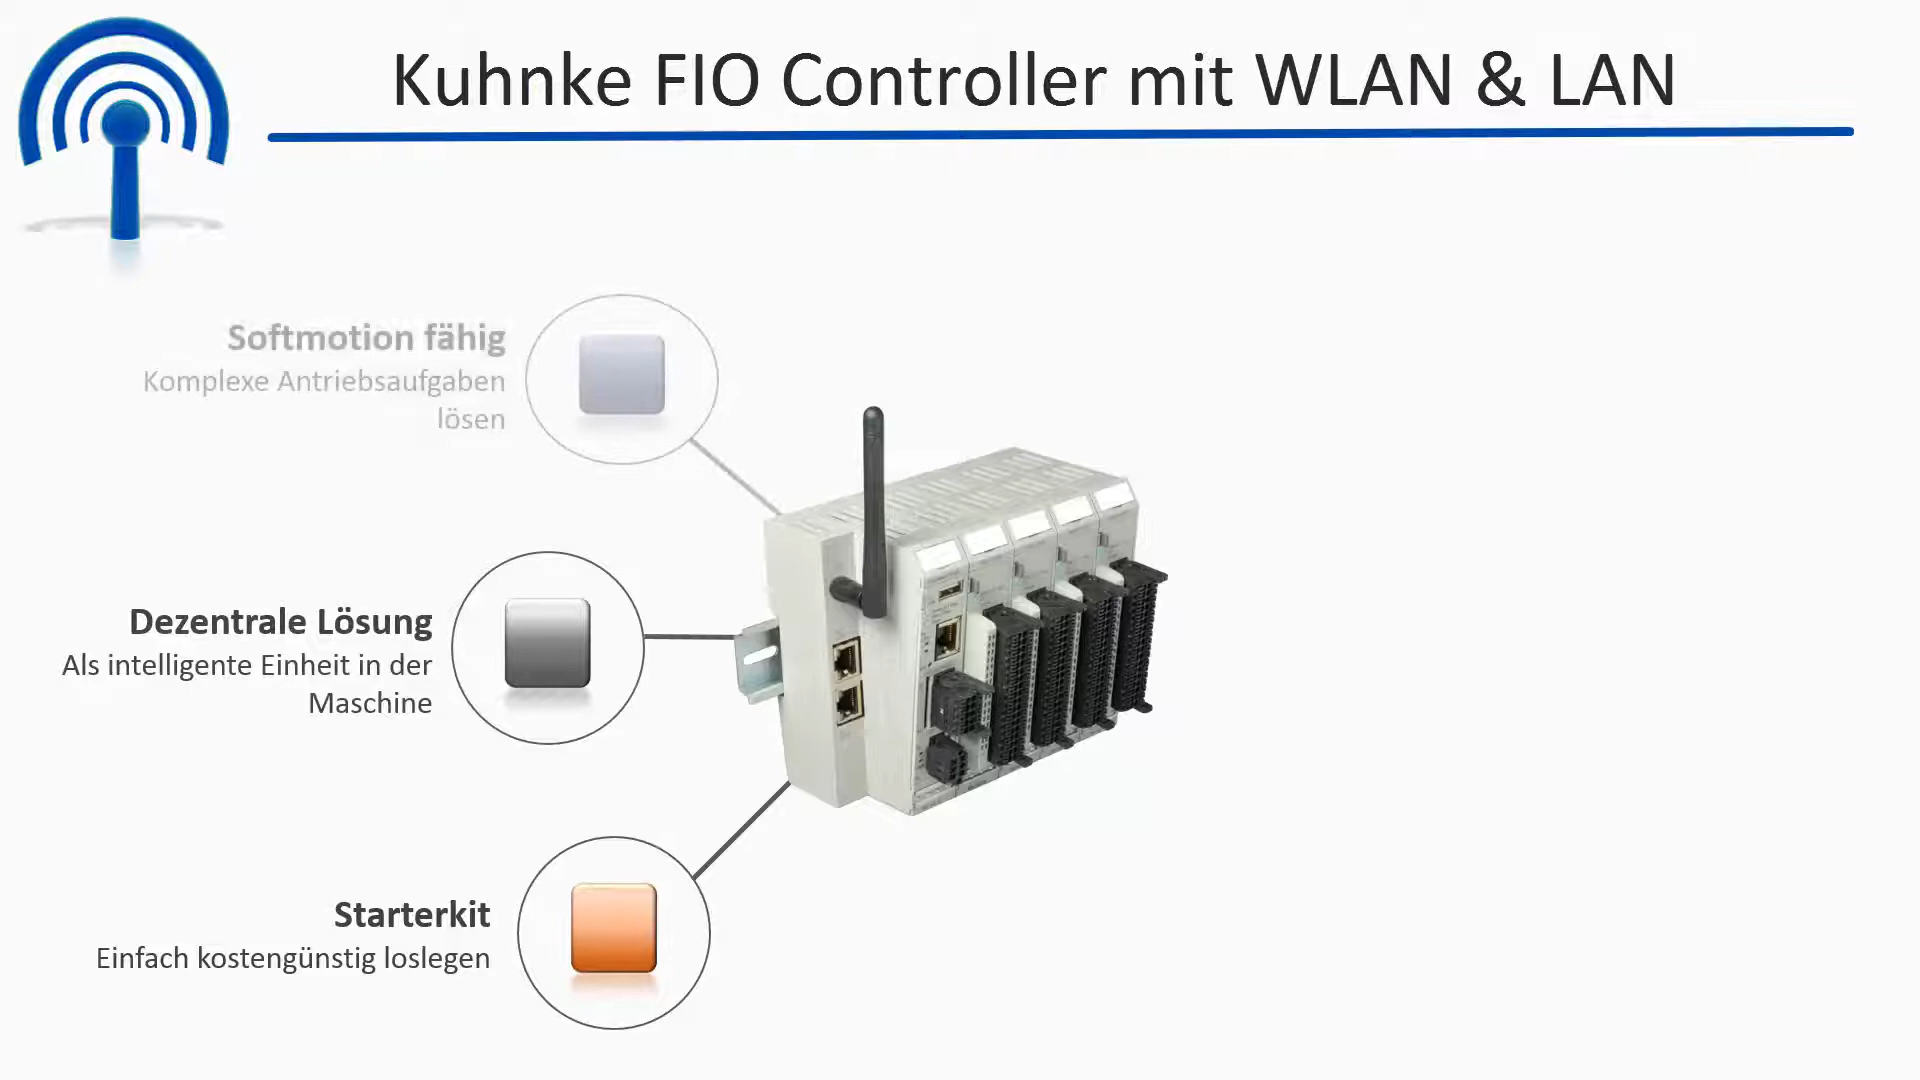 Kuhnke FIO Controller mit WLAN & LAN
Softmotion fähig
Komplexe Antriebsaufgaben
lösen
Dezentrale Lösung
Als intelligente Einheit in der
Maschine
Starterkit
Einfach kostengünstig loslegen